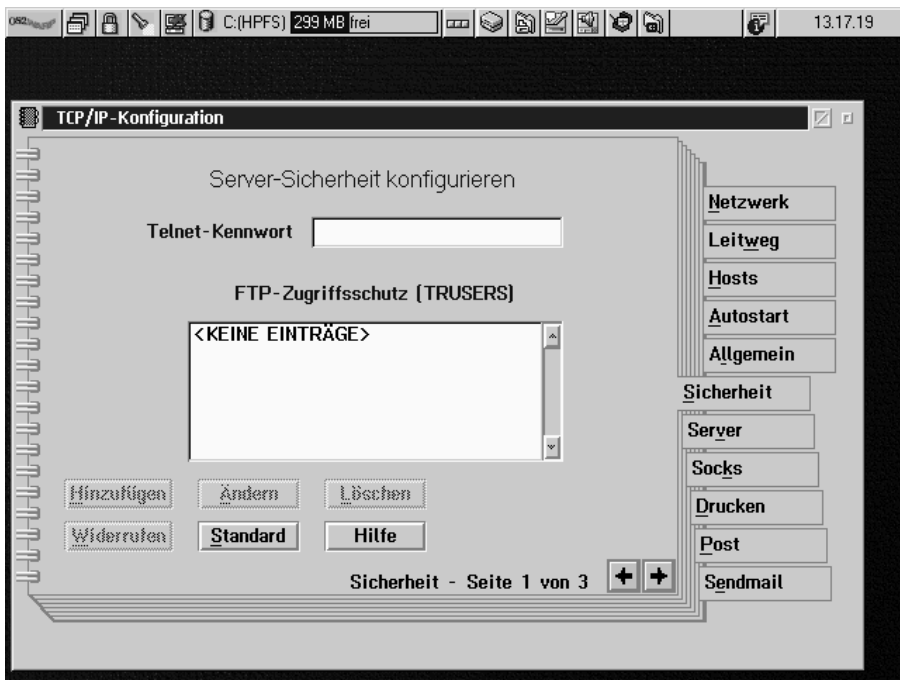 C:(HPFS) 299 MB frei
13.17.19
TCP/IP-Konfiguration
Server-Sicherheit konfigurieren
Telnet-Kennwort
FTP-Zugriffsschutz (TRUSERS)
<KEINE EINTRÄGE>
Hinzufügen
Ändern
Löschen
Widerrufen
Standard
Hilfe
Sicherheit - Seite 1 von 3
Netzwerk
Leitweg
Hosts
Autostart
Allgemein
Sicherheit
Server
Socks
Drucken
Post
Sendmail